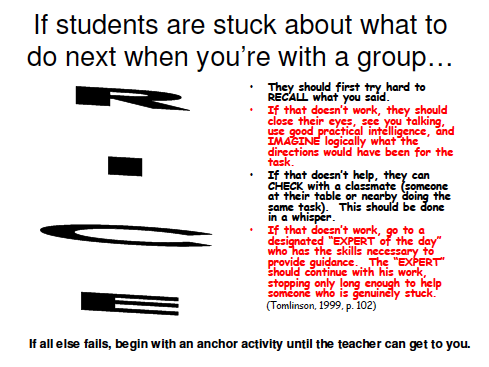 If students are stuck about what to
do next when you're with a group…
R
I
C
E
• They should first try hard to
RECALL what you said.
• If that doesn't work, they should
close their eyes, see you talking,
use good practical intelligence, and
IMAGINE logically what the
directions would have been for the
task.
• If that doesn't help, they can
CHECK with a classmate (someone
at their table or nearby doing the
same task). This should be done
in a whisper.
• If that doesn't work, go to a
designated "EXPERT of the day"
who has the skills necessary to
provide guidance. The "EXPERT"
should continue with his work,
stopping only long enough to help
someone who is genuinely stuck.
(Tomlinson, 1999, p. 102)
If all else fails, begin with an anchor activity until the teacher can get to you.